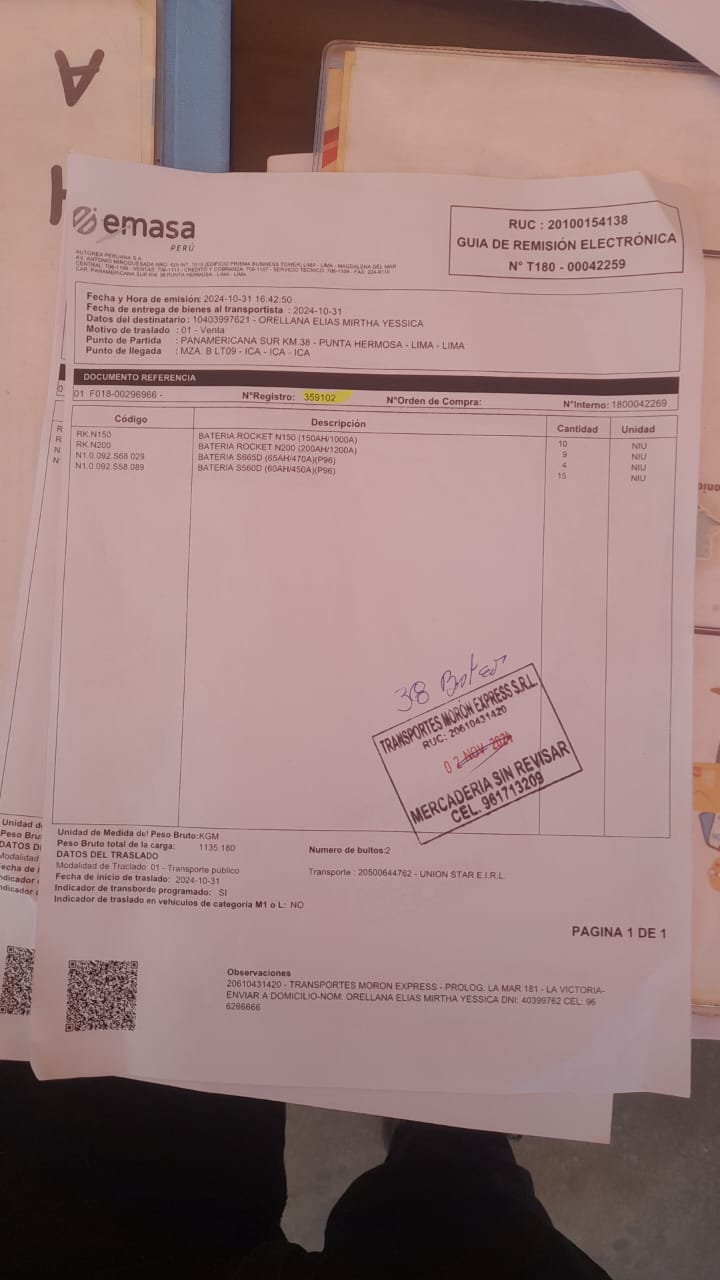 A
emasa
PERÚ
AUTOREX PERUANA S.A.
RUC : 20100154138
GUIA DE REMISIÓN ELECTRÓNICA
N° T180 - 00042259
Fecha y Hora de emisión: 2024-10-31 16:42:50
Fecha de entrega de bienes al transportista : 2024-10-31
Datos del destinatario : 10403997621 - ORELLANA ELIAS MIRTHA YESSICA
Motivo de traslado : 01 - Venta
Punto de Partida : PANAMERICANA SUR KM.38 - PUNTA HERMOSA - LIMA - LIMA
Punto de llegada : MZA. B LT09 - ICA - ICA - ICA
DOCUMENTO REFERENCIA
01 F018-00296966 - N°Registro: 359102 N°Orden de Compra: N°Interno: 1800042269
Código Descripción Cantidad Unidad
RK.N150 BATERIA ROCKET N150 (150AH/1000A) 10 NIU
RK.N200 BATERIA ROCKET N200 (200AH/1200A) 9 NIU
N1.0.092.S68.029 BATERIA S665D (65AH/470A)(P96) 4 NIU
N1.0.092.S58.089 BATERIA S560D (60AH/450A)(P96) 15 NIU
38
TRANSPORTES MORON EXPRESS S.R.L.
RUC: 20610431420
02 NOV 2024
MERCADERIA SIN REVISAR
CEL. 961713209
Unidad de Medida del Peso Bruto:KGM
Peso Bruto total de la carga: 1135.180
Numero de bultos:2
DATOS DEL TRASLADO
Modalidad de Traslado: 01 - Transporte público
Transporte : 20500644762 - UNION STAR E.I.R.L.
Fecha de inicio de traslado: 2024-10-31
Indicador de transbordo programado: SI
Indicador de traslado en vehículos de categoría M1 o L: NO
PAGINA 1 DE 1
Observaciones
20610431420 - TRANSPORTES MORON EXPRESS - PROLOG. LA MAR 181 - LA VICTORIA-
ENVIAR A DOMICILIO-NOM: ORELLANA ELIAS MIRTHA YESSICA DNI: 40399762 CEL: 96
6266666